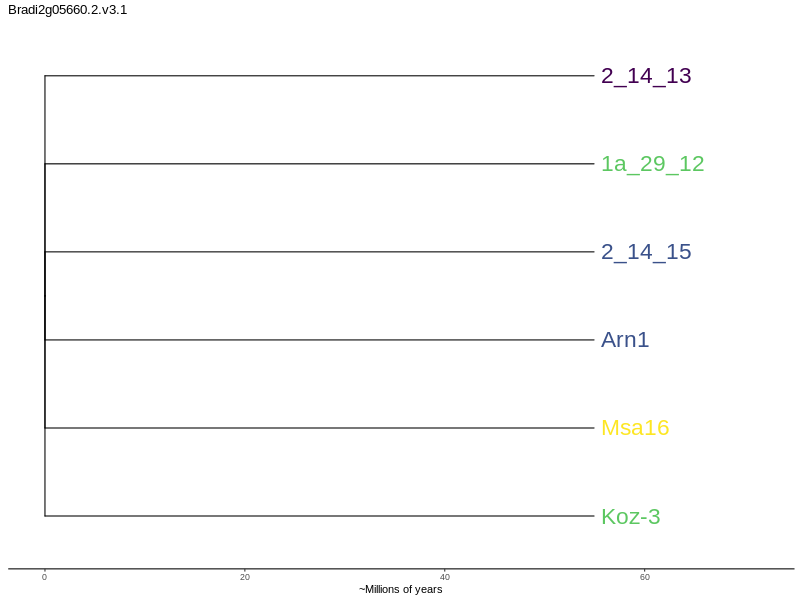 Bradi2g05660.2.v3.1
2_14_13
1a_29_12
2_14_15
Arn1
Msa16
Koz-3
0 20 40 60
~Millions of years